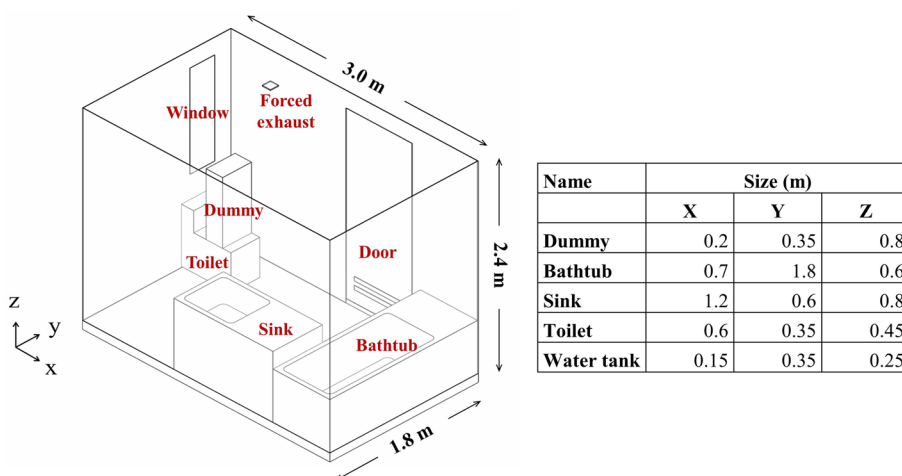 3.0 m
Forced
exhaust
Window
Dummy
Toilet
Door
Sink
Bathtub
2.4 m
1.8 m
z
y
x
Name Size (m)
X Y Z
Dummy 0.2 0.35 0.8
Bathtub 0.7 1.8 0.6
Sink 1.2 0.6 0.8
Toilet 0.6 0.35 0.45
Water tank 0.15 0.35 0.25